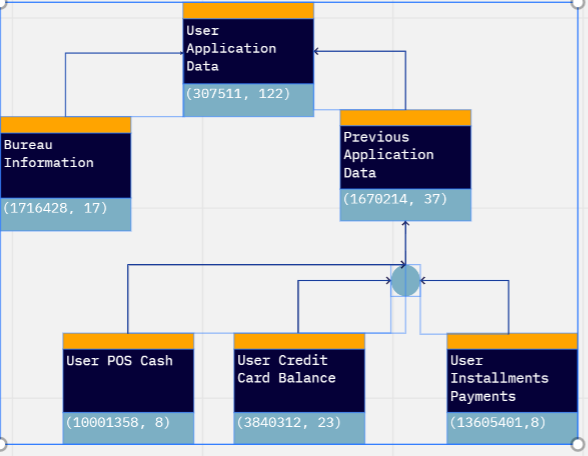 User
Application
Data
(307511, 122)
Bureau
Information
(1716428, 17)
Previous
Application
Data
(1670214, 37)
User POS Cash
(10001358, 8)
User Credit
Card Balance
(3840312, 23)
User
Installments
Payments
(13605401,8)